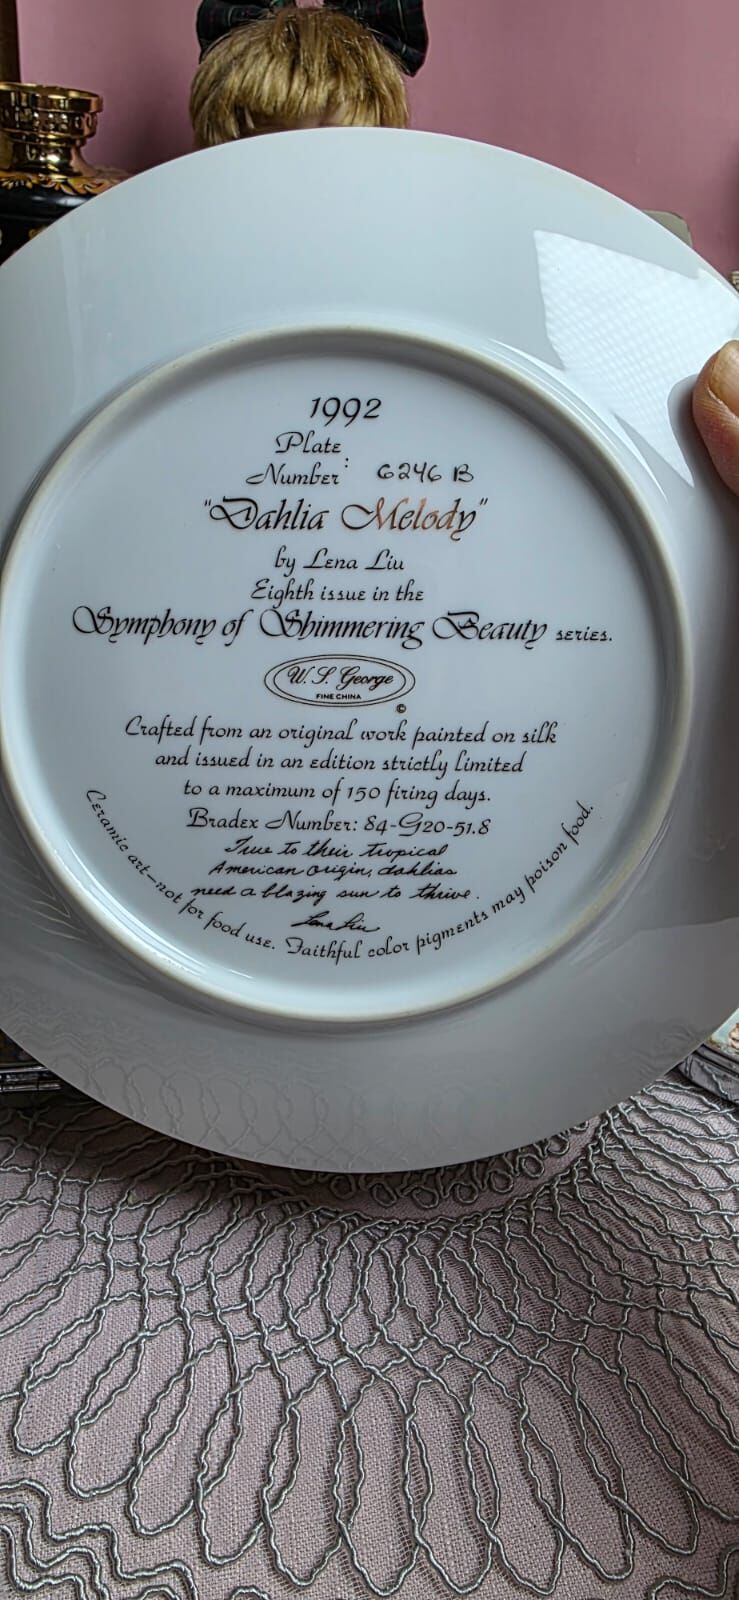 1992
Plate
Number: 6246 B
"Dahlia Melody"
by Lena Liu
Eighth issue in the
Symphony of Shimmering Beauty series.
W. S. George
FINE CHINA
©
Crafted from an original work painted on silk
and issued in an edition strictly limited
to a maximum of 150 firing days.
Bradex Number: 84-G20-51.8
True to their tropical
American origin, dahlias
need a blazing sun to thrive.
Lena Liu
Ceramic art—not for food use. Faithful color pigments may poison food.